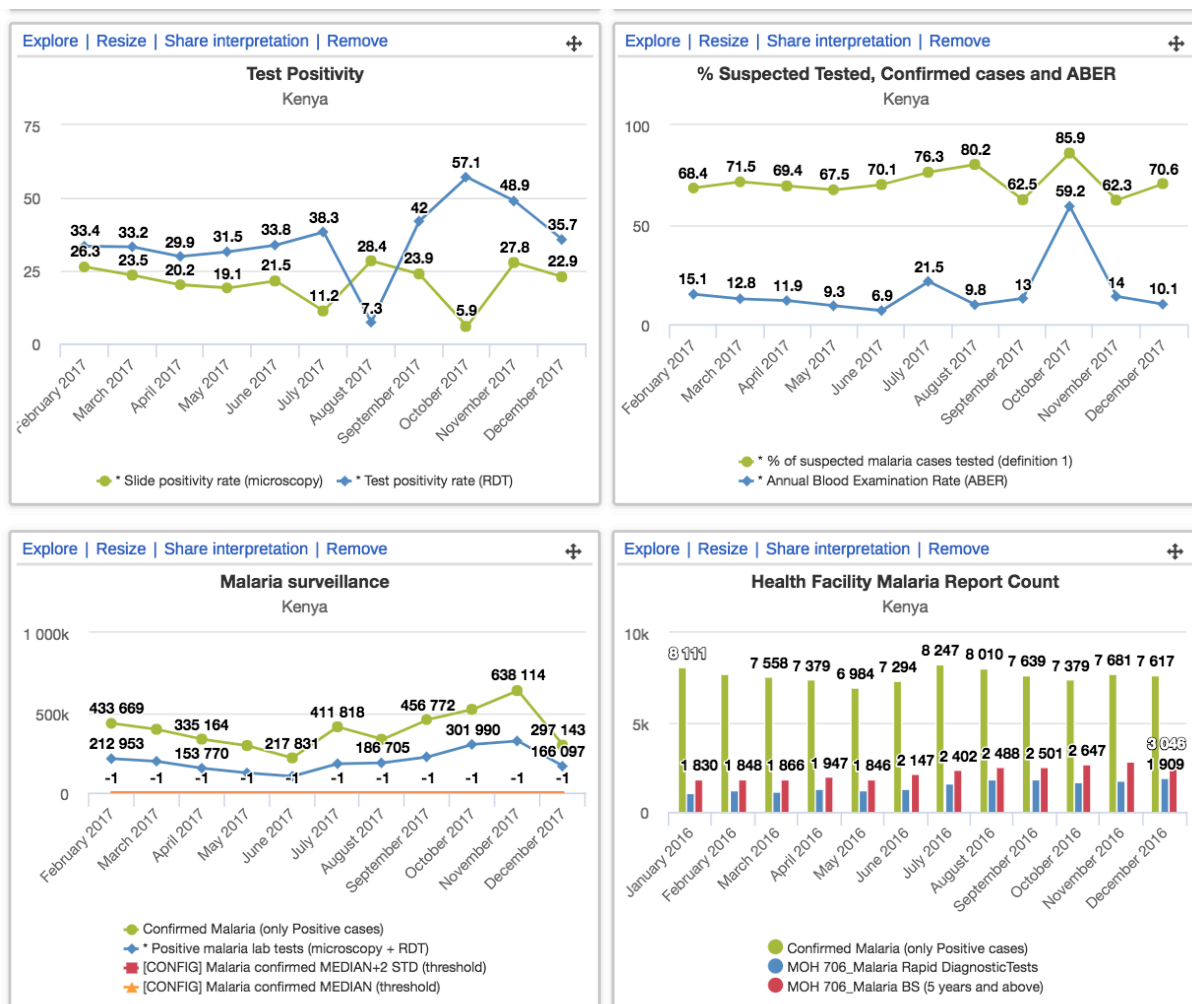 Explore | Resize | Share interpretation | Remove
Test Positivity
Kenya
75
50
25
0
33.4
33.2
29.9
31.5
33.8
38.3
7.3
42
57.1
48.9
35.7
26.3
23.5
20.2
19.1
21.5
11.2
28.4
23.9
5.9
27.8
22.9
February 2017
March 2017
April 2017
May 2017
June 2017
July 2017
August 2017
September 2017
October 2017
November 2017
December 2017
* Slide positivity rate (microscopy)
* Test positivity rate (RDT)
Explore | Resize | Share interpretation | Remove
% Suspected Tested, Confirmed cases and ABER
Kenya
100
50
0
68.4
71.5
69.4
67.5
70.1
76.3
80.2
62.5
85.9
62.3
70.6
15.1
12.8
11.9
9.3
6.9
21.5
9.8
13
59.2
14
10.1
February 2017
March 2017
April 2017
May 2017
June 2017
July 2017
August 2017
September 2017
October 2017
November 2017
December 2017
* % of suspected malaria cases tested (definition 1)
* Annual Blood Examination Rate (ABER)
Explore | Resize | Share interpretation | Remove
Malaria surveillance
Kenya
1 000k
500k
0
433 669
335 164
217 831
411 818
456 772
638 114
297 143
212 953
153 770
186 705
301 990
166 097
-1
-1
-1
-1
-1
-1
-1
-1
-1
-1
-1
February 2017
March 2017
April 2017
May 2017
June 2017
July 2017
August 2017
September 2017
October 2017
November 2017
December 2017
Confirmed Malaria (only Positive cases)
* Positive malaria lab tests (microscopy + RDT)
[CONFIG] Malaria confirmed MEDIAN+2 STD (threshold)
[CONFIG] Malaria confirmed MEDIAN (threshold)
Explore | Resize | Share interpretation | Remove
Health Facility Malaria Report Count
Kenya
10k
5k
0
8 111
7 558
7 379
6 984
7 294
8 247
8 010
7 639
7 379
7 681
7 617
1 830
1 848
1 866
1 947
1 846
2 147
2 402
2 488
2 501
2 647
3 046
1 909
January 2016
February 2016
March 2016
April 2016
May 2016
June 2016
July 2016
August 2016
September 2016
October 2016
November 2016
December 2016
Confirmed Malaria (only Positive cases)
MOH 706_Malaria Rapid DiagnosticTests
MOH 706_Malaria BS (5 years and above)